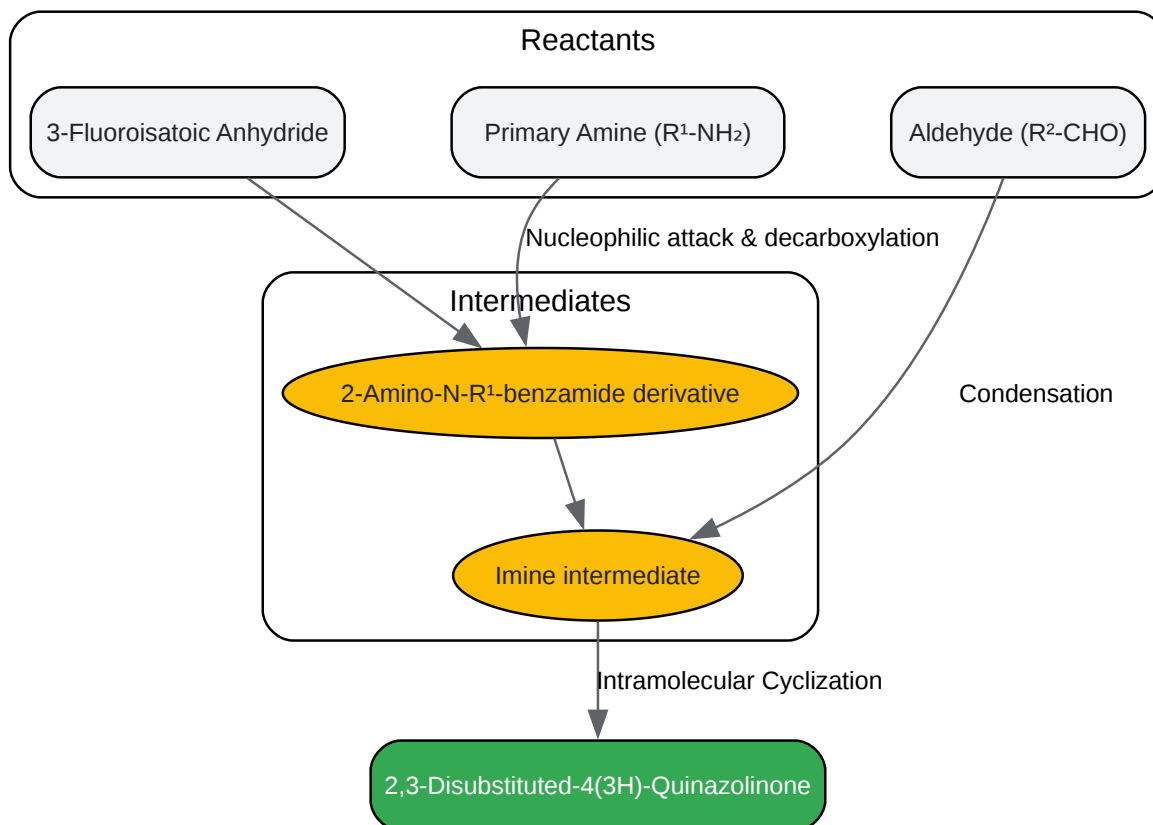 Reactants
3-Fluoroisatoic Anhydride
Primary Amine (R¹-NH₂)
Aldehyde (R²-CHO)
Nucleophilic attack & decarboxylation
Intermediates
2-Amino-N-R¹-benzamide derivative
Condensation
Imine intermediate
Intramolecular Cyclization
2,3-Disubstituted-4(3H)-Quinazolinone